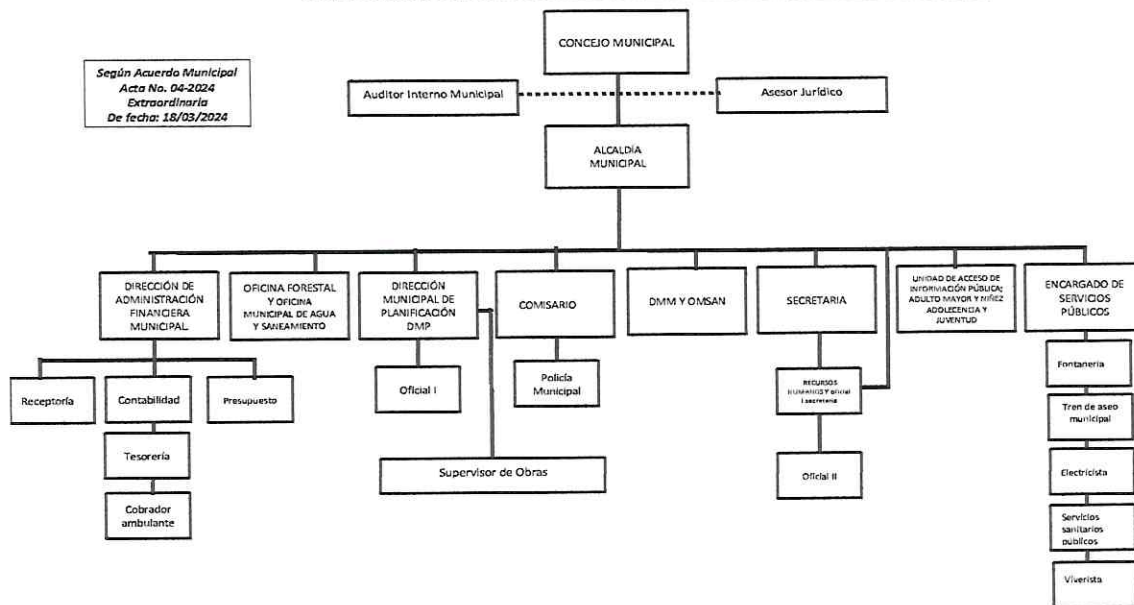 CONCEJO MUNICIPAL
Según Acuerdo Municipal
Acta No. 04-2024
Extraordinaria
De fecha: 18/03/2024
Auditor Interno Municipal
Asesor Jurídico
ALCALDÍA
MUNICIPAL
DIRECCIÓN DE
ADMINISTRACIÓN
FINANCIERA
MUNICIPAL
OFICINA FORESTAL
Y OFICINA
MUNICIPAL DE AGUA
Y SANEAMIENTO
DIRECCIÓN
MUNICIPAL DE
PLANIFICACIÓN
DMP
COMISARIO
DMM Y OMSAN
SECRETARIA
UNIDAD DE ACCESO DE
INFORMACIÓN PÚBLICA;
ADULTO MAYOR Y NIÑEZ
ADOLECENCIA Y
JUVENTUD
ENCARGADO DE
SERVICIOS
PÚBLICOS
Receptoría
Contabilidad
Presupuesto
Oficial I
Policía
Municipal
RECURSOS
HUMANOS Y oficial
I secretaria
Fontanería
Tren de aseo
municipal
Tesorería
Supervisor de Obras
Oficial II
Electricista
Cobrador
ambulante
Servicios
sanitarios
públicos
Viverista